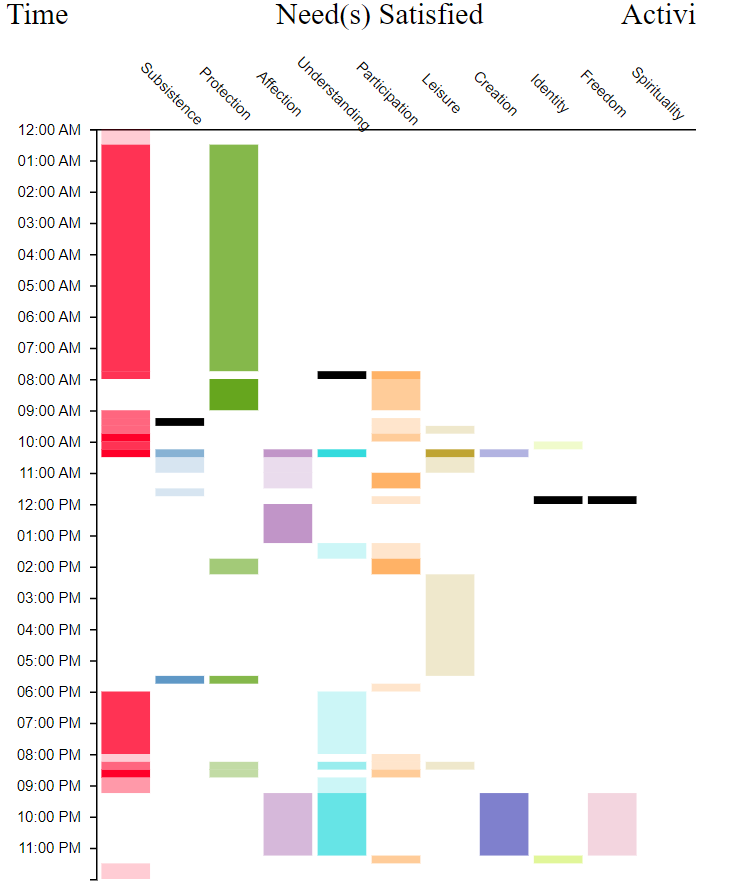 Time Need(s) Satisfied Activi
Subsistence
Protection
Affection
Understanding
Participation
Leisure
Creation
Identity
Freedom
Spirituality
12:00 AM
01:00 AM
02:00 AM
03:00 AM
04:00 AM
05:00 AM
06:00 AM
07:00 AM
08:00 AM
09:00 AM
10:00 AM
11:00 AM
12:00 PM
01:00 PM
02:00 PM
03:00 PM
04:00 PM
05:00 PM
06:00 PM
07:00 PM
08:00 PM
09:00 PM
10:00 PM
11:00 PM